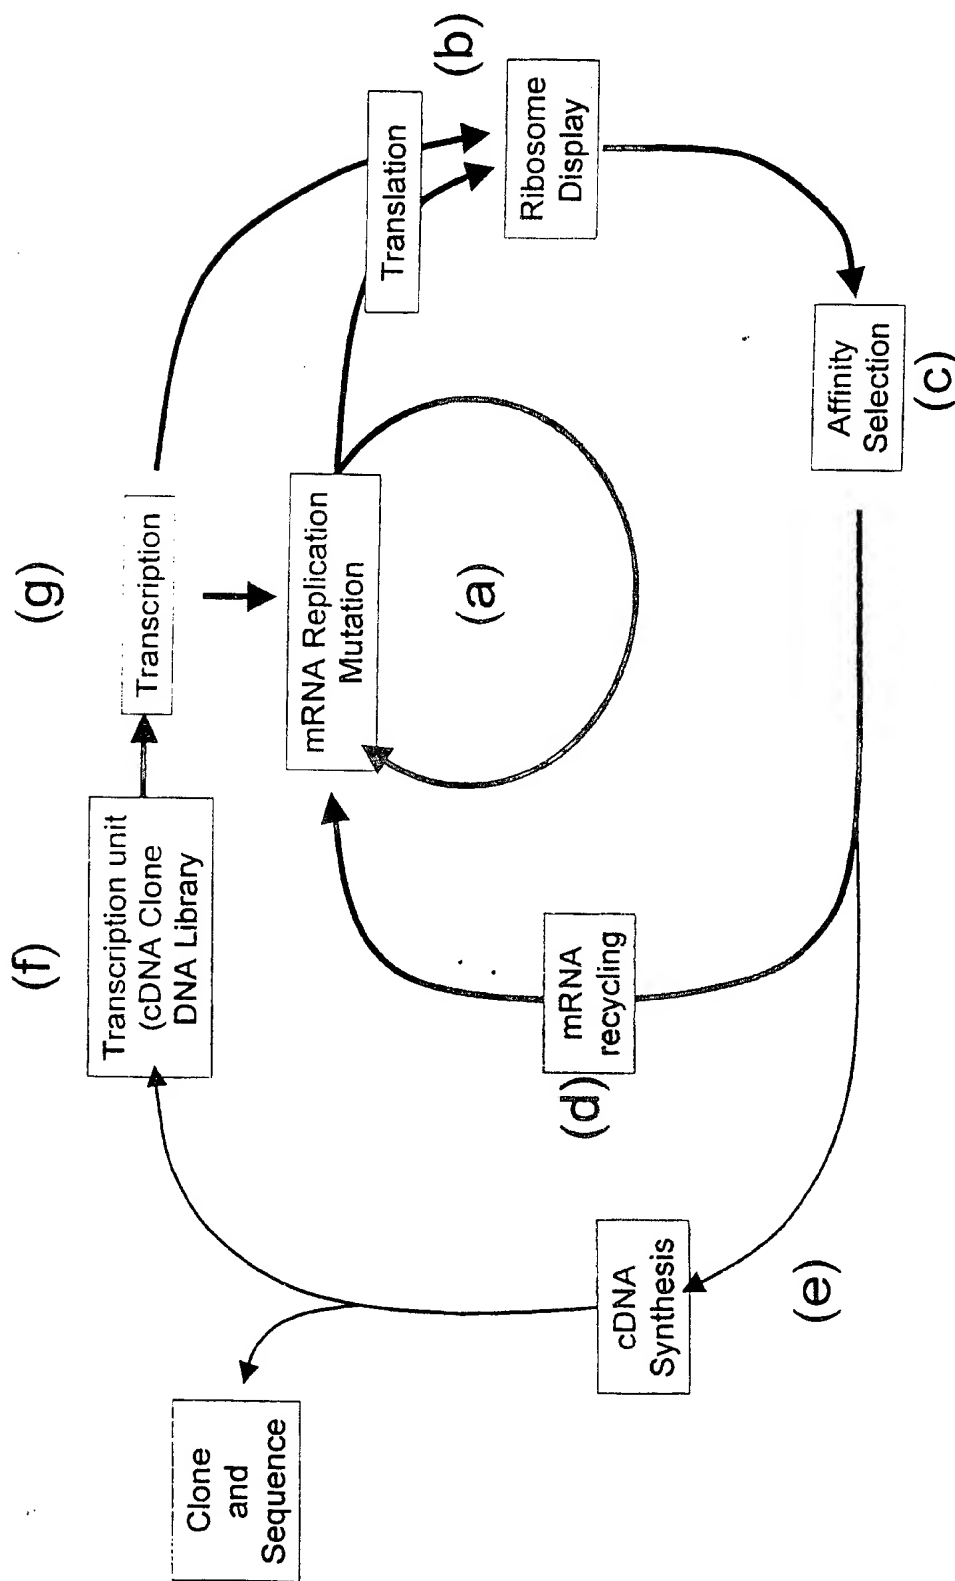 (g)
Transcription
(f)
Transcription unit
(cDNA Clone
DNA Library
mRNA Replication
Mutation
(a)
Translation
(b)
Ribosome
Display
Affinity
Selection
(c)
mRNA
recycling
(d)
cDNA
Synthesis
(e)
Clone
and
Sequence